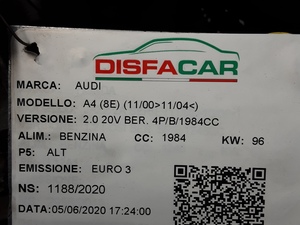 DISFACAR
MARCA: AUDI
MODELLO: A4 (8E) (11/00>11/04<)
VERSIONE: 2.0 20V BER. 4P/B/1984CC
ALIM.: BENZINA CC: 1984 KW: 96
P5: ALT
EMISSIONE: EURO 3
NS: 1188/2020
DATA:05/06/2020 17:24:00